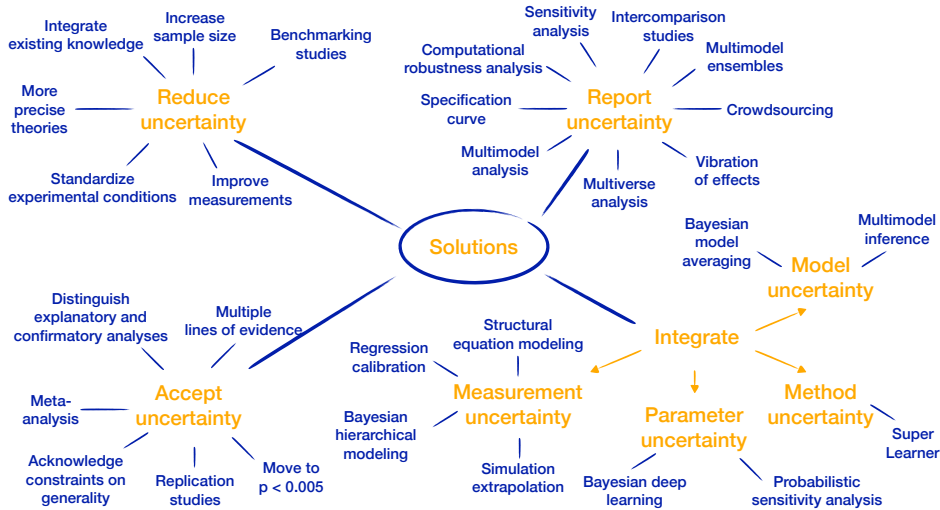 Integrate
existing knowledge
Increase
sample size
Benchmarking
studies
More
precise
theories
Reduce
uncertainty
Standardize
experimental conditions
Improve
measurements
Sensitivity
analysis
Intercomparison
studies
Computational
robustness analysis
Multimodel
ensembles
Specification
curve
Report
uncertainty
Crowdsourcing
Multimodel
analysis
Multiverse
analysis
Vibration
of effects
Solutions
Bayesian
model
averaging
Multimodel
inference
Model
uncertainty
Integrate
Distinguish
explanatory and
confirmatory analyses
Multiple
lines of evidence
Accept
uncertainty
Meta-
analysis
Acknowledge
constraints on
generality
Replication
studies
Move to
p < 0.005
Structural
equation modeling
Regression
calibration
Measurement
uncertainty
Bayesian
hierarchical
modeling
Simulation
extrapolation
Parameter
uncertainty
Bayesian deep
learning
Probabilistic
sensitivity analysis
Method
uncertainty
Super
Learner